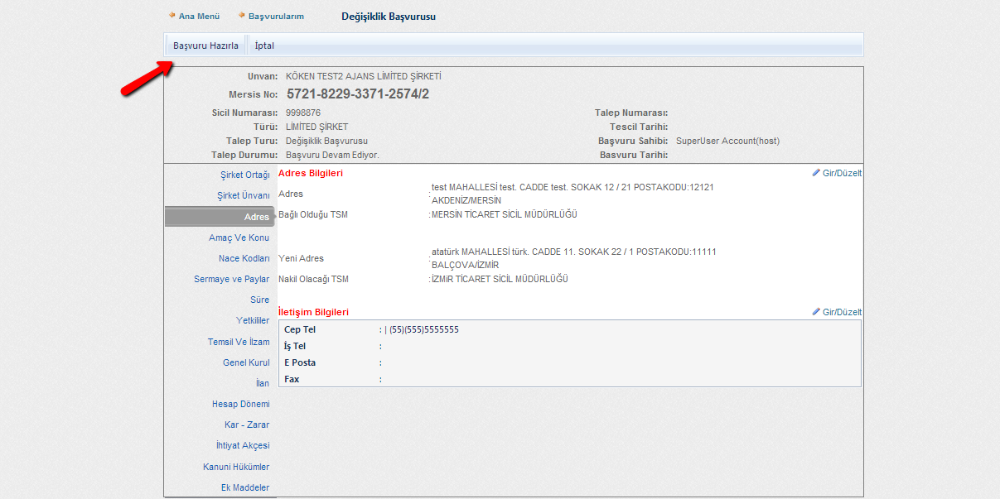 Ana Menü Başvurularım Değişiklik Başvurusu
Başvuru Hazırla İptal
Unvan: KÖKEN TEST2 AJANS LİMİTED ŞİRKETİ
Mersis No: 5721-8229-3371-2574/2
Sicil Numarası: 9998876 Talep Numarası:
Türü: LİMİTED ŞİRKET Tescil Tarihi:
Talep Turu: Değişiklik Başvurusu Başvuru Sahibi: SuperUser Account(host)
Talep Durumu: Başvuru Devam Ediyor. Basvuru Tarihi:
Şirket Ortağı
Şirket Ünvanı
Adres
Amaç Ve Konu
Nace Kodları
Sermaye ve Paylar
Süre
Yetkililer
Temsil Ve İlzam
Genel Kurul
İlan
Hesap Dönemi
Kar - Zarar
İhtiyat Akçesi
Kanuni Hükümler
Ek Maddeler
Adres Bilgileri Gir/Düzelt
Adres : test MAHALLESİ test. CADDE test. SOKAK 12 / 21 POSTAKODU:12121
AKDENİZ/MERSİN
Bağlı Olduğu TSM :MERSİN TİCARET SİCİL MÜDÜRLÜĞÜ
Yeni Adres : atatürk MAHALLESİ türk. CADDE 11. SOKAK 22 / 1 POSTAKODU:11111
BALÇOVA/İZMİR
Nakil Olacağı TSM :İZMİR TİCARET SİCİL MÜDÜRLÜĞÜ
İletişim Bilgileri Gir/Düzelt
Cep Tel : | (55)(555)5555555
İş Tel :
E Posta :
Fax :